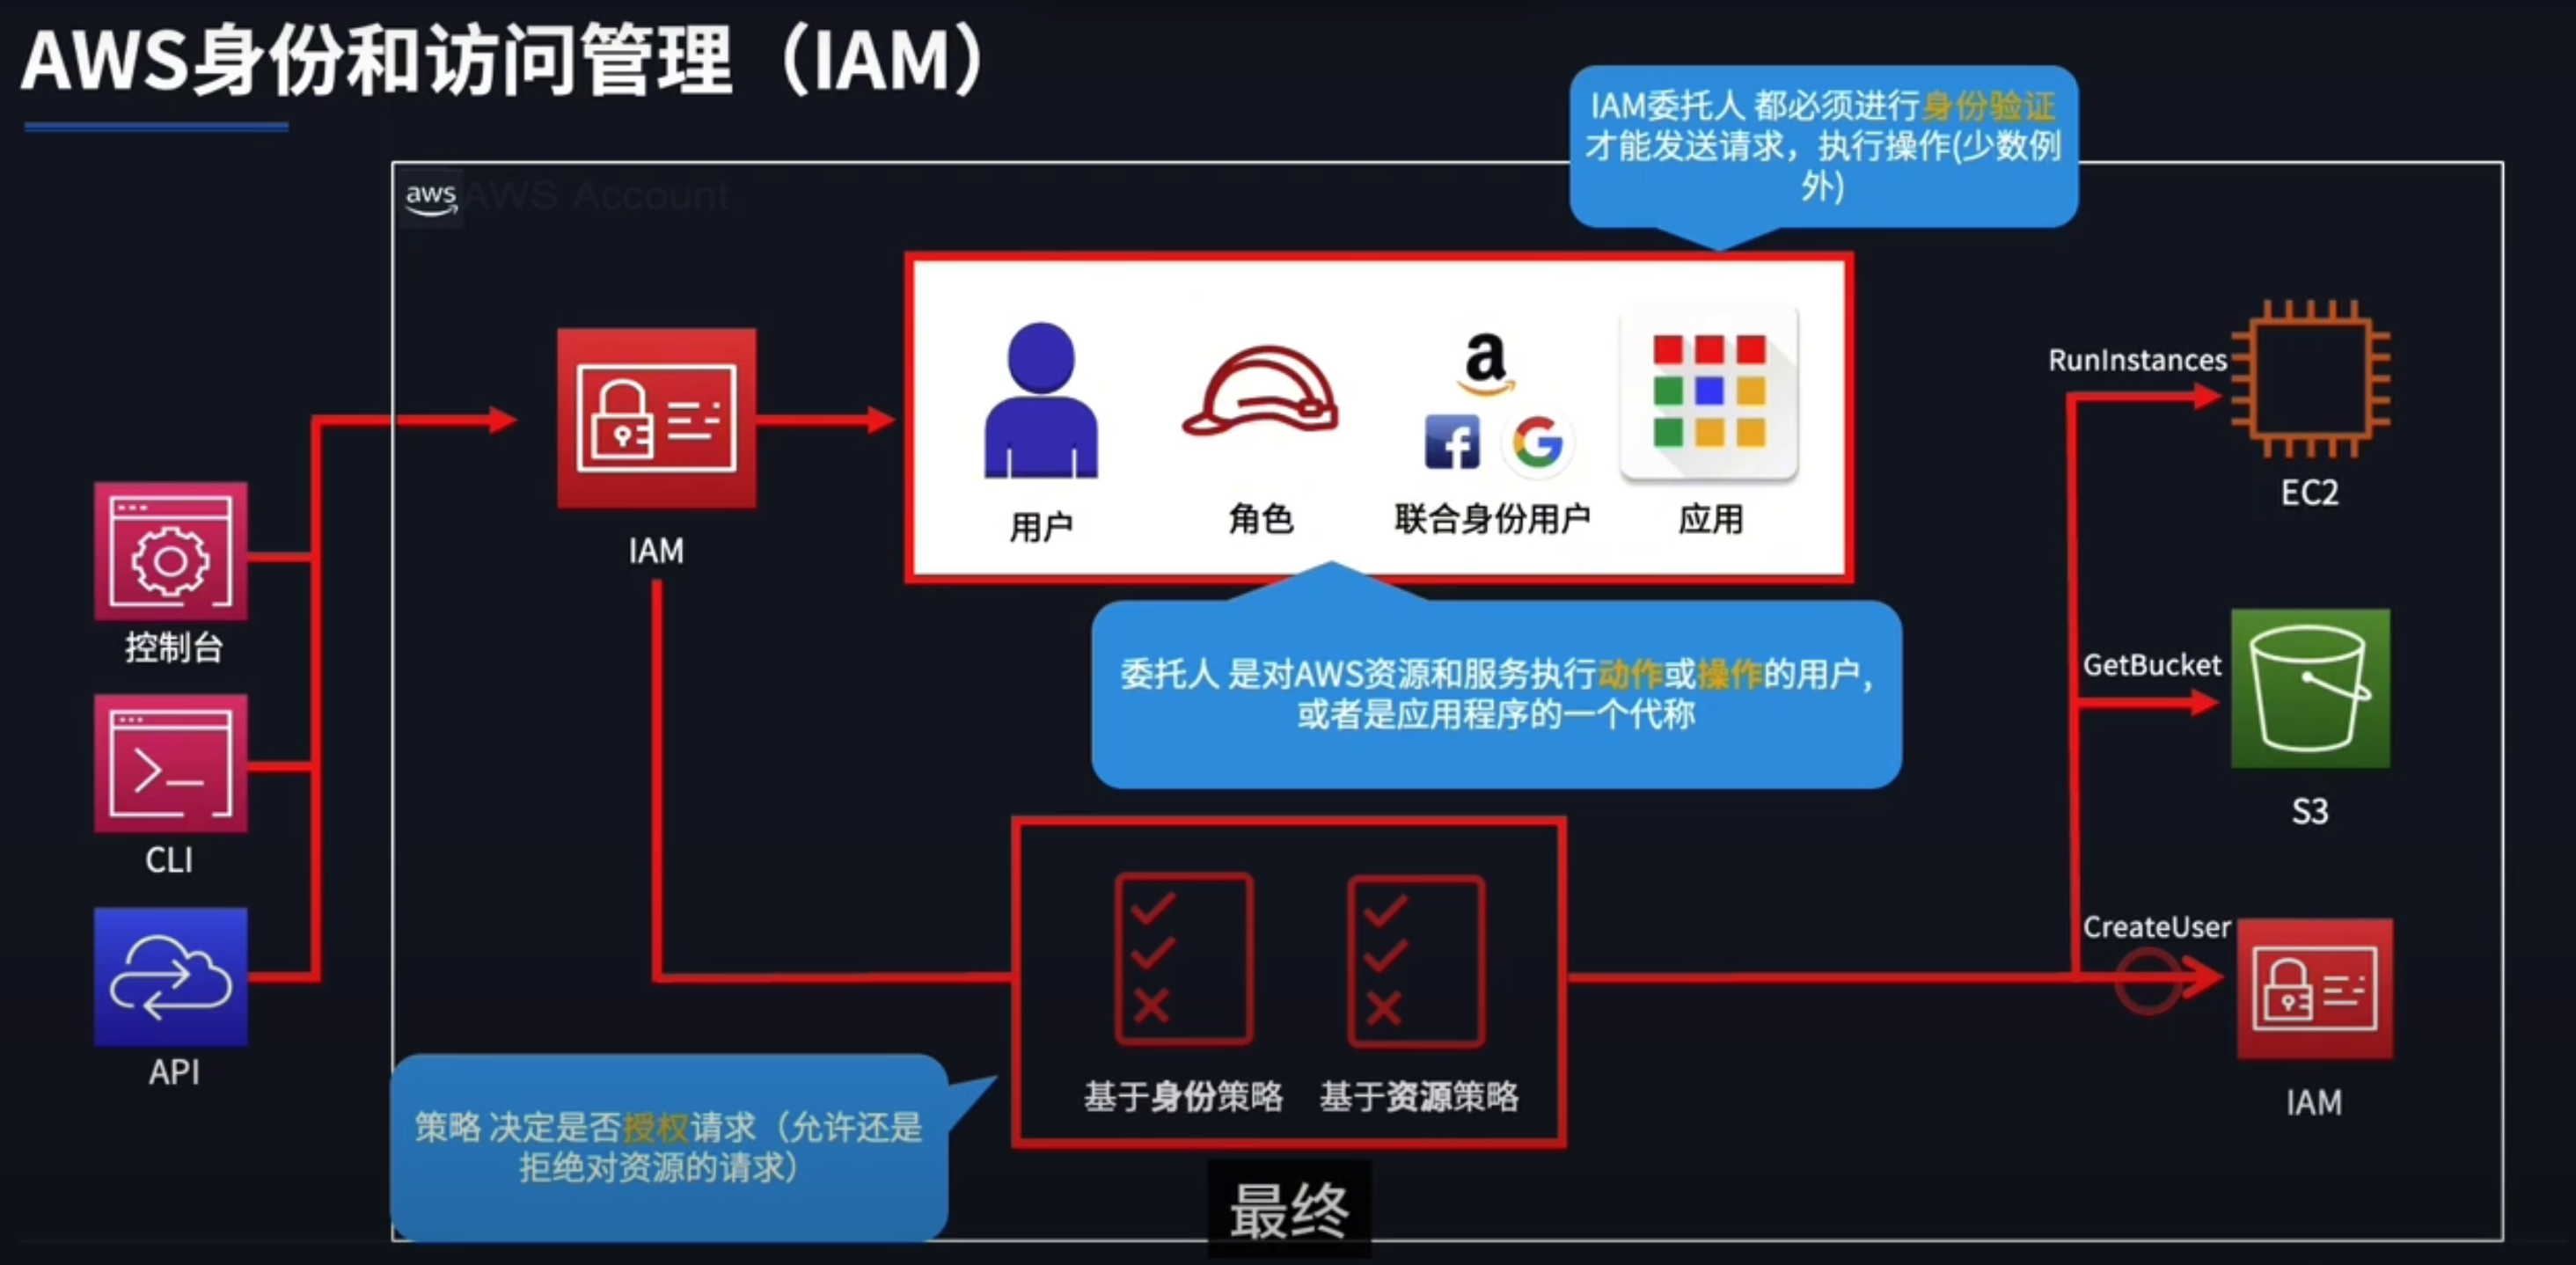 AWS身份和访问管理（IAM）
IAM委托人 都必须进行身份验证
才能发送请求，执行操作(少数例
外)
aws
AWS Account
控制台
CLI
API
IAM
用户
角色
联合身份用户
应用
委托人 是对AWS资源和服务执行动作或操作的用户，
或者是应用程序的一个代称
RunInstances
EC2
GetBucket
S3
CreateUser
IAM
基于身份策略
基于资源策略
策略 决定是否授权请求（允许还是
拒绝对资源的请求）
最终